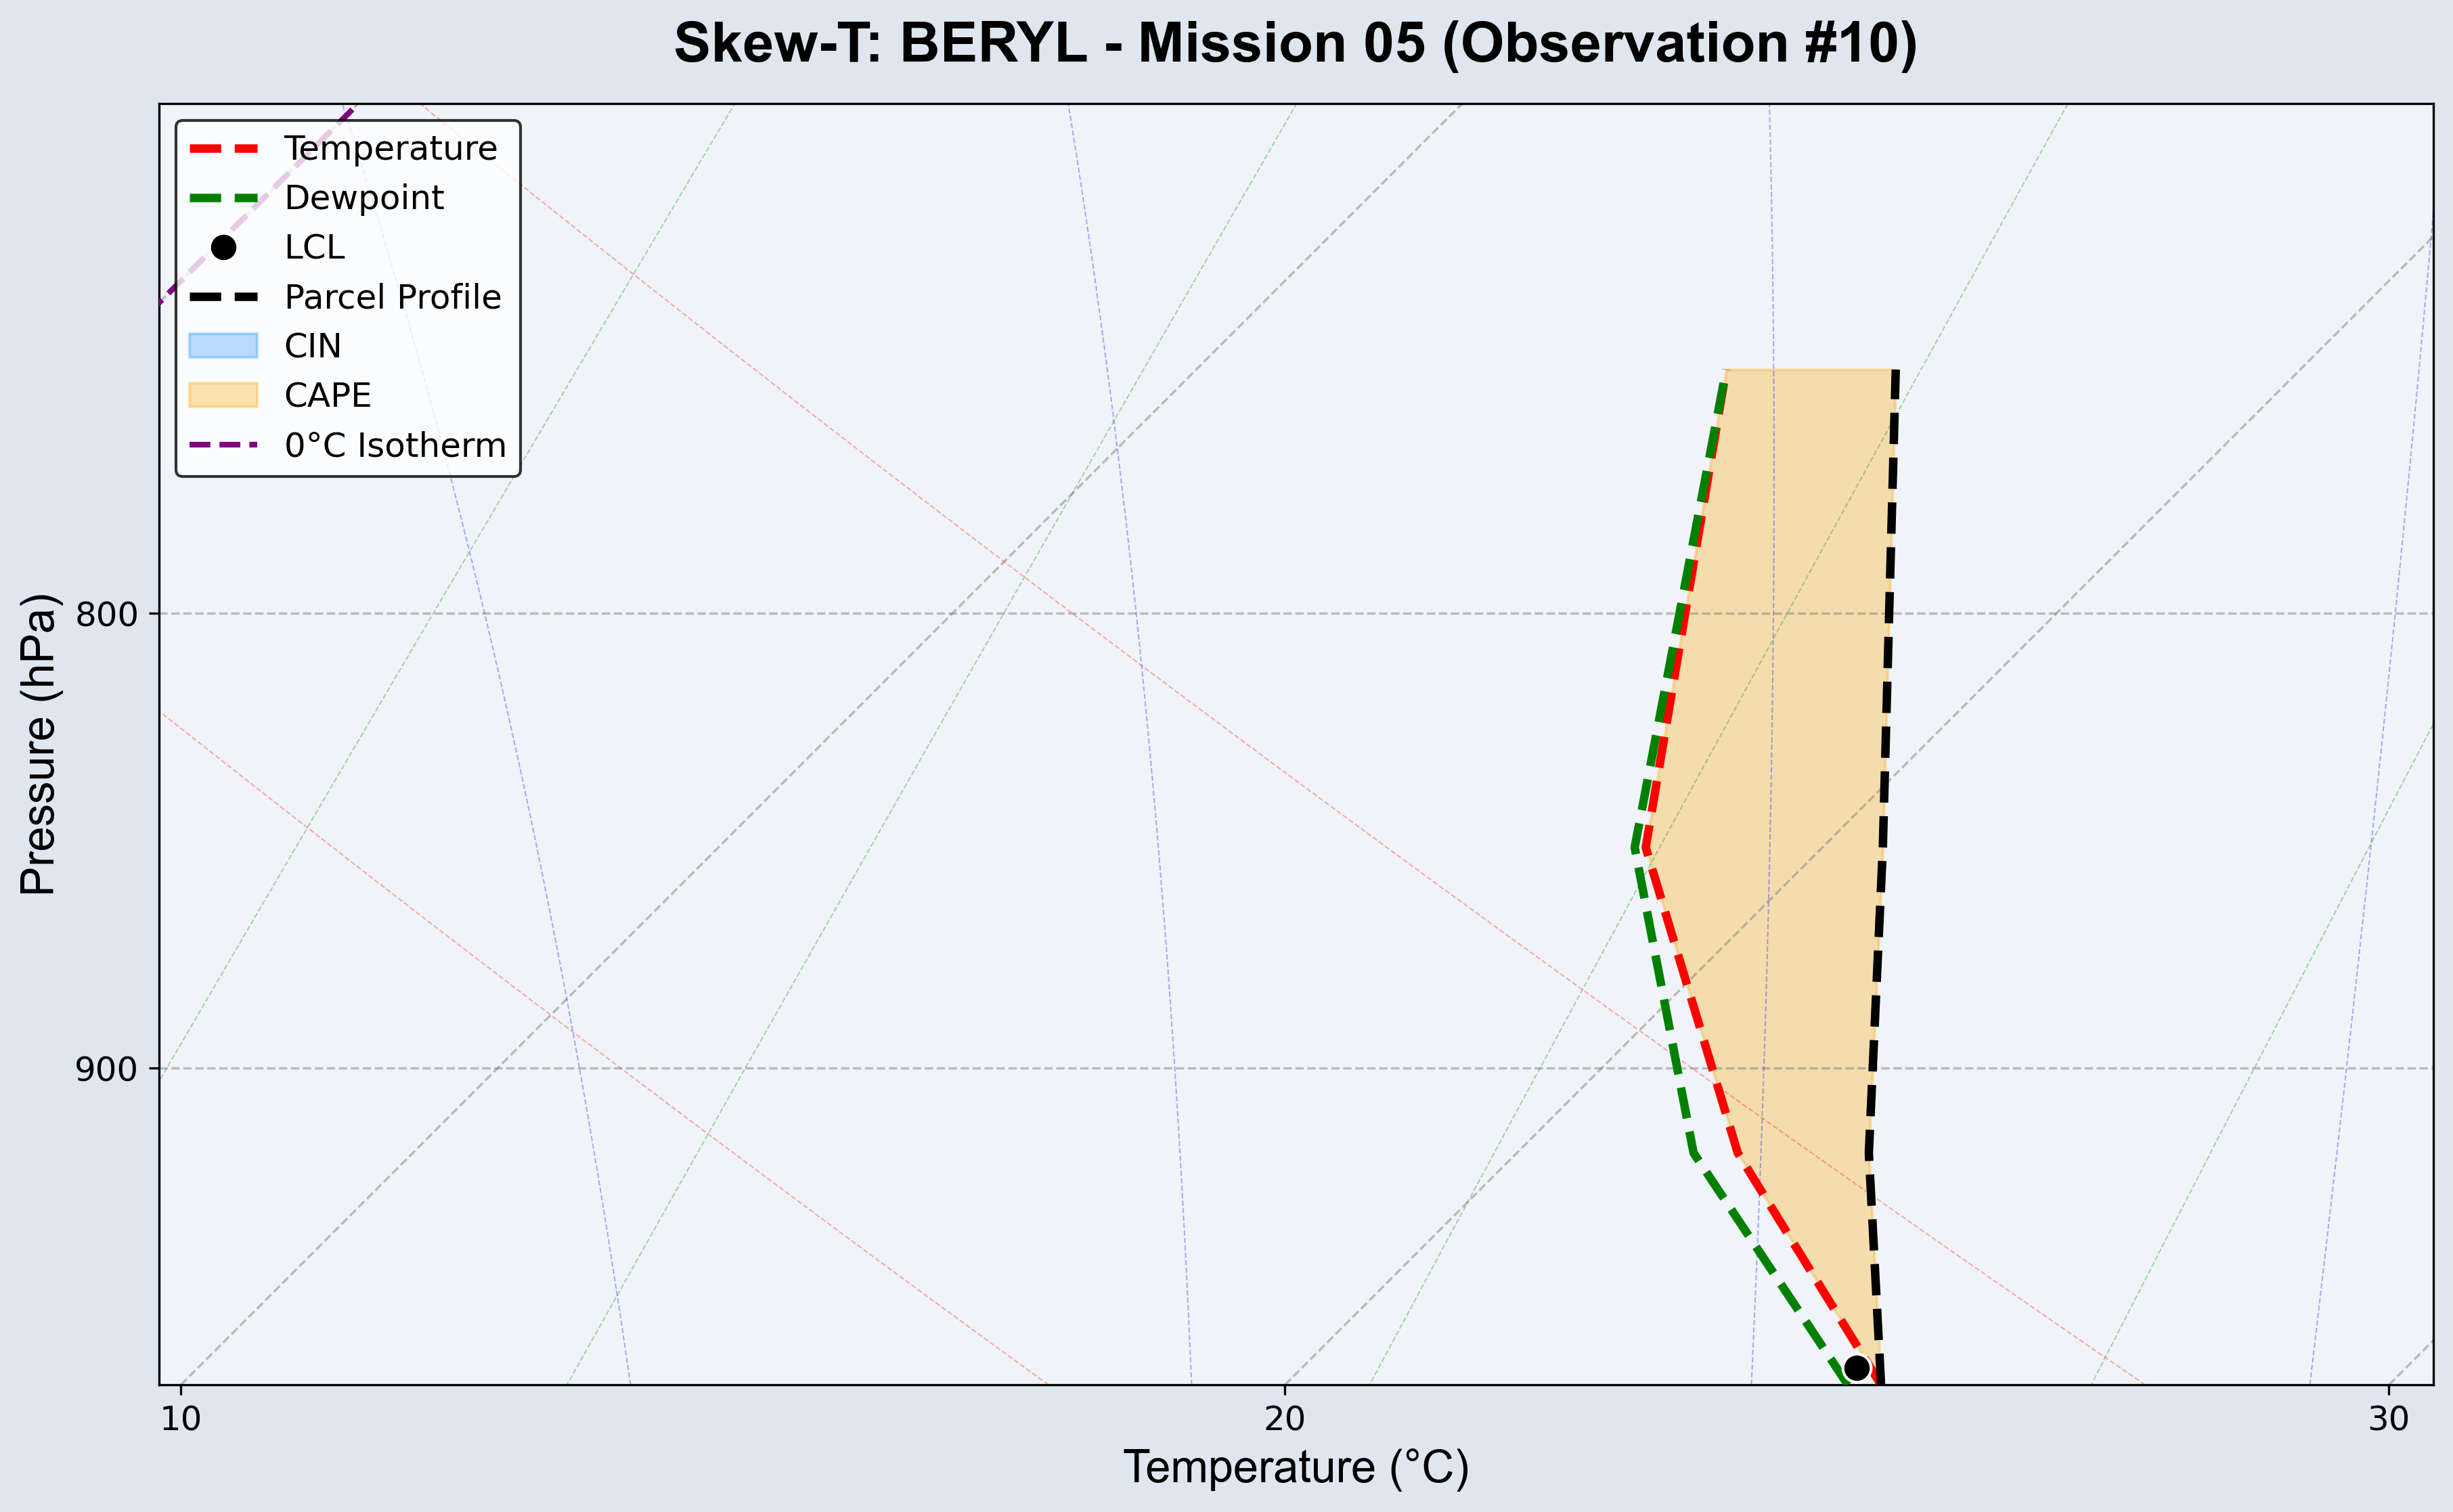 Skew-T: BERYL - Mission 05 (Observation #10)
Temperature
Dewpoint
LCL
Parcel Profile
CIN
CAPE
0°C Isotherm
Pressure (hPa)
800
900
10
20
30
Temperature (°C)